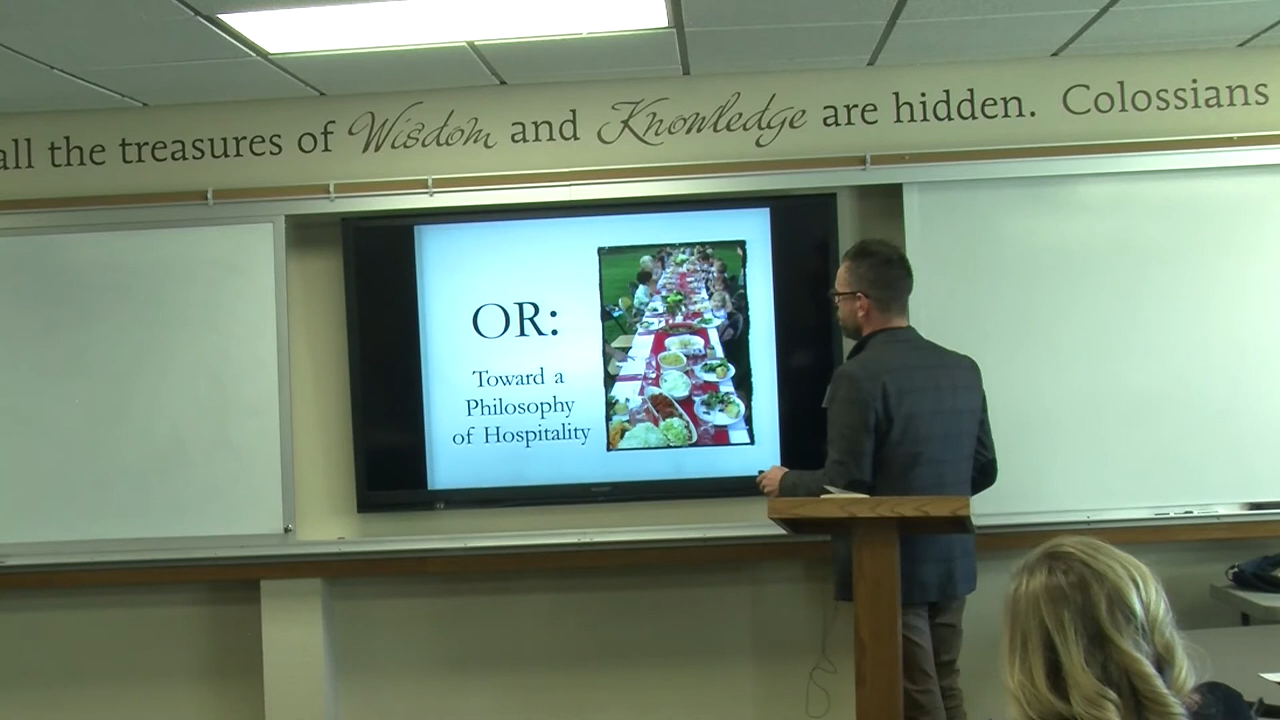 all the treasures of Wisdom and Knowledge are hidden. Colossians
OR:
Toward a
Philosophy
of Hospitality